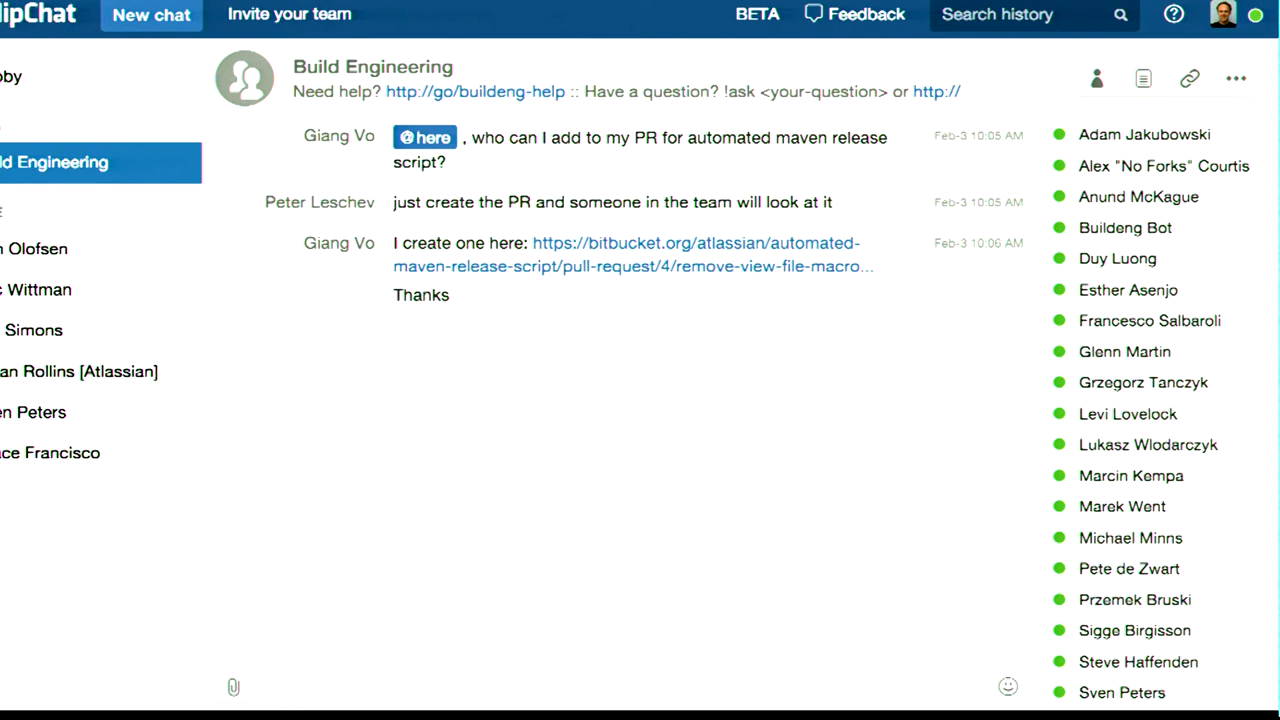 lipChat
New chat
Invite your team
BETA
Feedback
Search history
oby
ld Engineering
E
n Olofsen
c Wittman
Simons
an Rollins [Atlassian]
en Peters
ace Francisco
Build Engineering
Need help? http://go/buildeng-help :: Have a question? !ask <your-question> or http://
Giang Vo
@here , who can I add to my PR for automated maven release
script?
Feb-3 10:05 AM
Peter Leschev
just create the PR and someone in the team will look at it
Feb-3 10:05 AM
Giang Vo
I create one here: https://bitbucket.org/atlassian/automated-
maven-release-script/pull-request/4/remove-view-file-macro...
Thanks
Feb-3 10:06 AM
Adam Jakubowski
Alex "No Forks" Courtis
Anund McKague
Buildeng Bot
Duy Luong
Esther Asenjo
Francesco Salbaroli
Glenn Martin
Grzegorz Tanczyk
Levi Lovelock
Lukasz Wlodarczyk
Marcin Kempa
Marek Went
Michael Minns
Pete de Zwart
Przemek Bruski
Sigge Birgisson
Steve Haffenden
Sven Peters